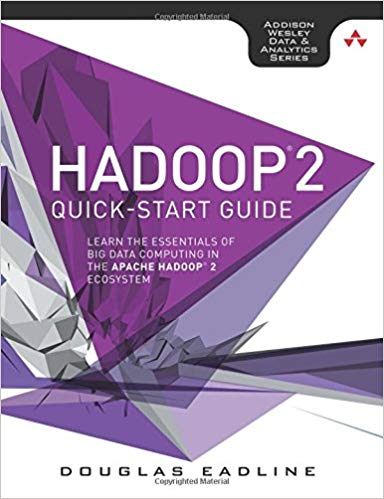 Copyrighted Material
ADDISON
WESLEY
DATA &
ANALYTICS
SERIES
HADOOP® 2
QUICK-START GUIDE
LEARN THE ESSENTIALS OF
BIG DATA COMPUTING IN
THE APACHE HADOOP® 2
ECOSYSTEM
DOUGLAS EADLINE
Copyrighted Material